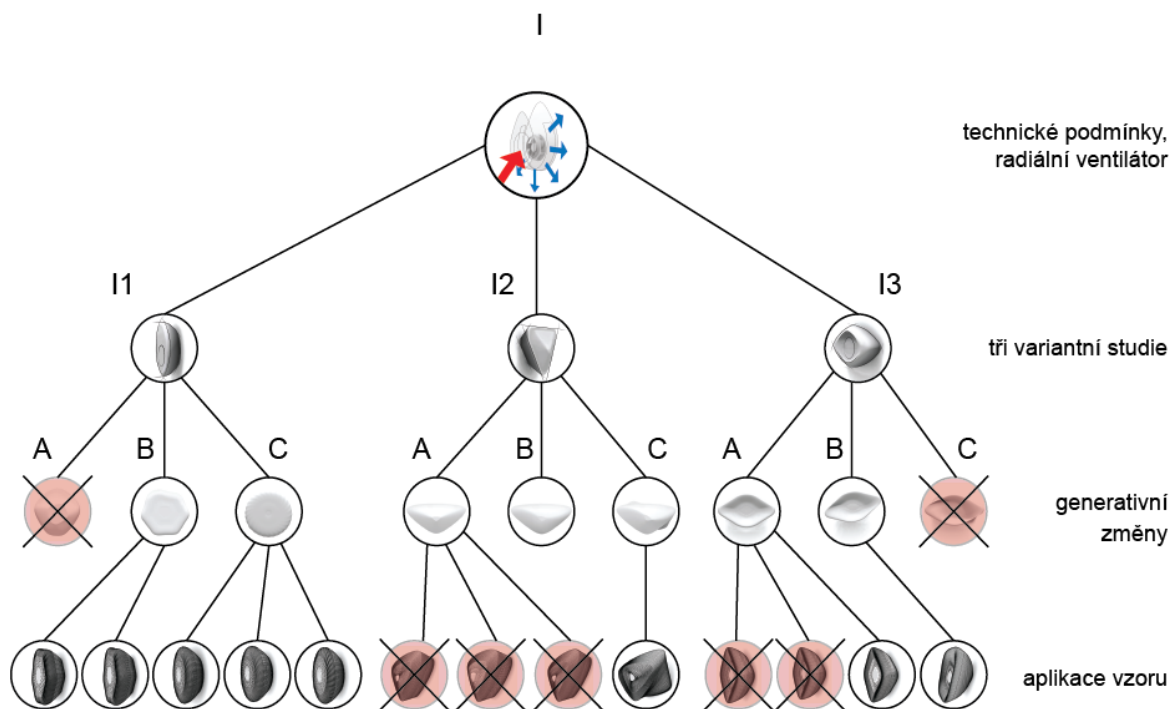 I
technické podmínky,
radiální ventilátor
I1
I2
I3
tři variantní studie
A
B
C
A
B
C
A
B
C
generativní
změny
aplikace vzoru